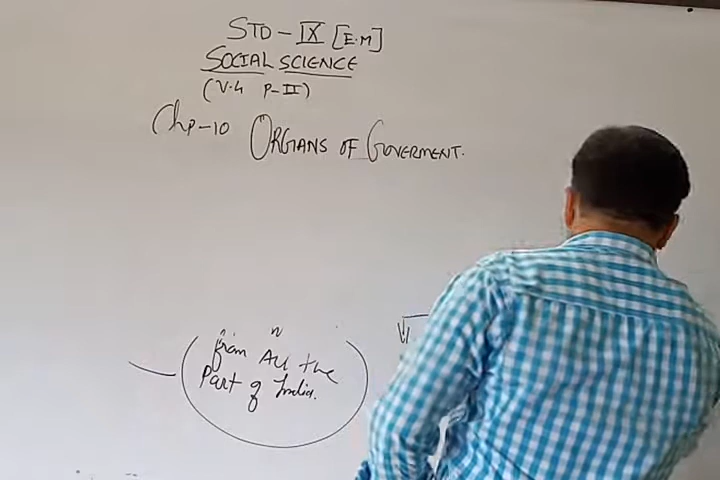 STD - IX [E.M]
SOCIAL SCIENCE
(V.4 P-II)
Chp-10 ORGANS OF GOVERMENT.
from All the
Part of India.